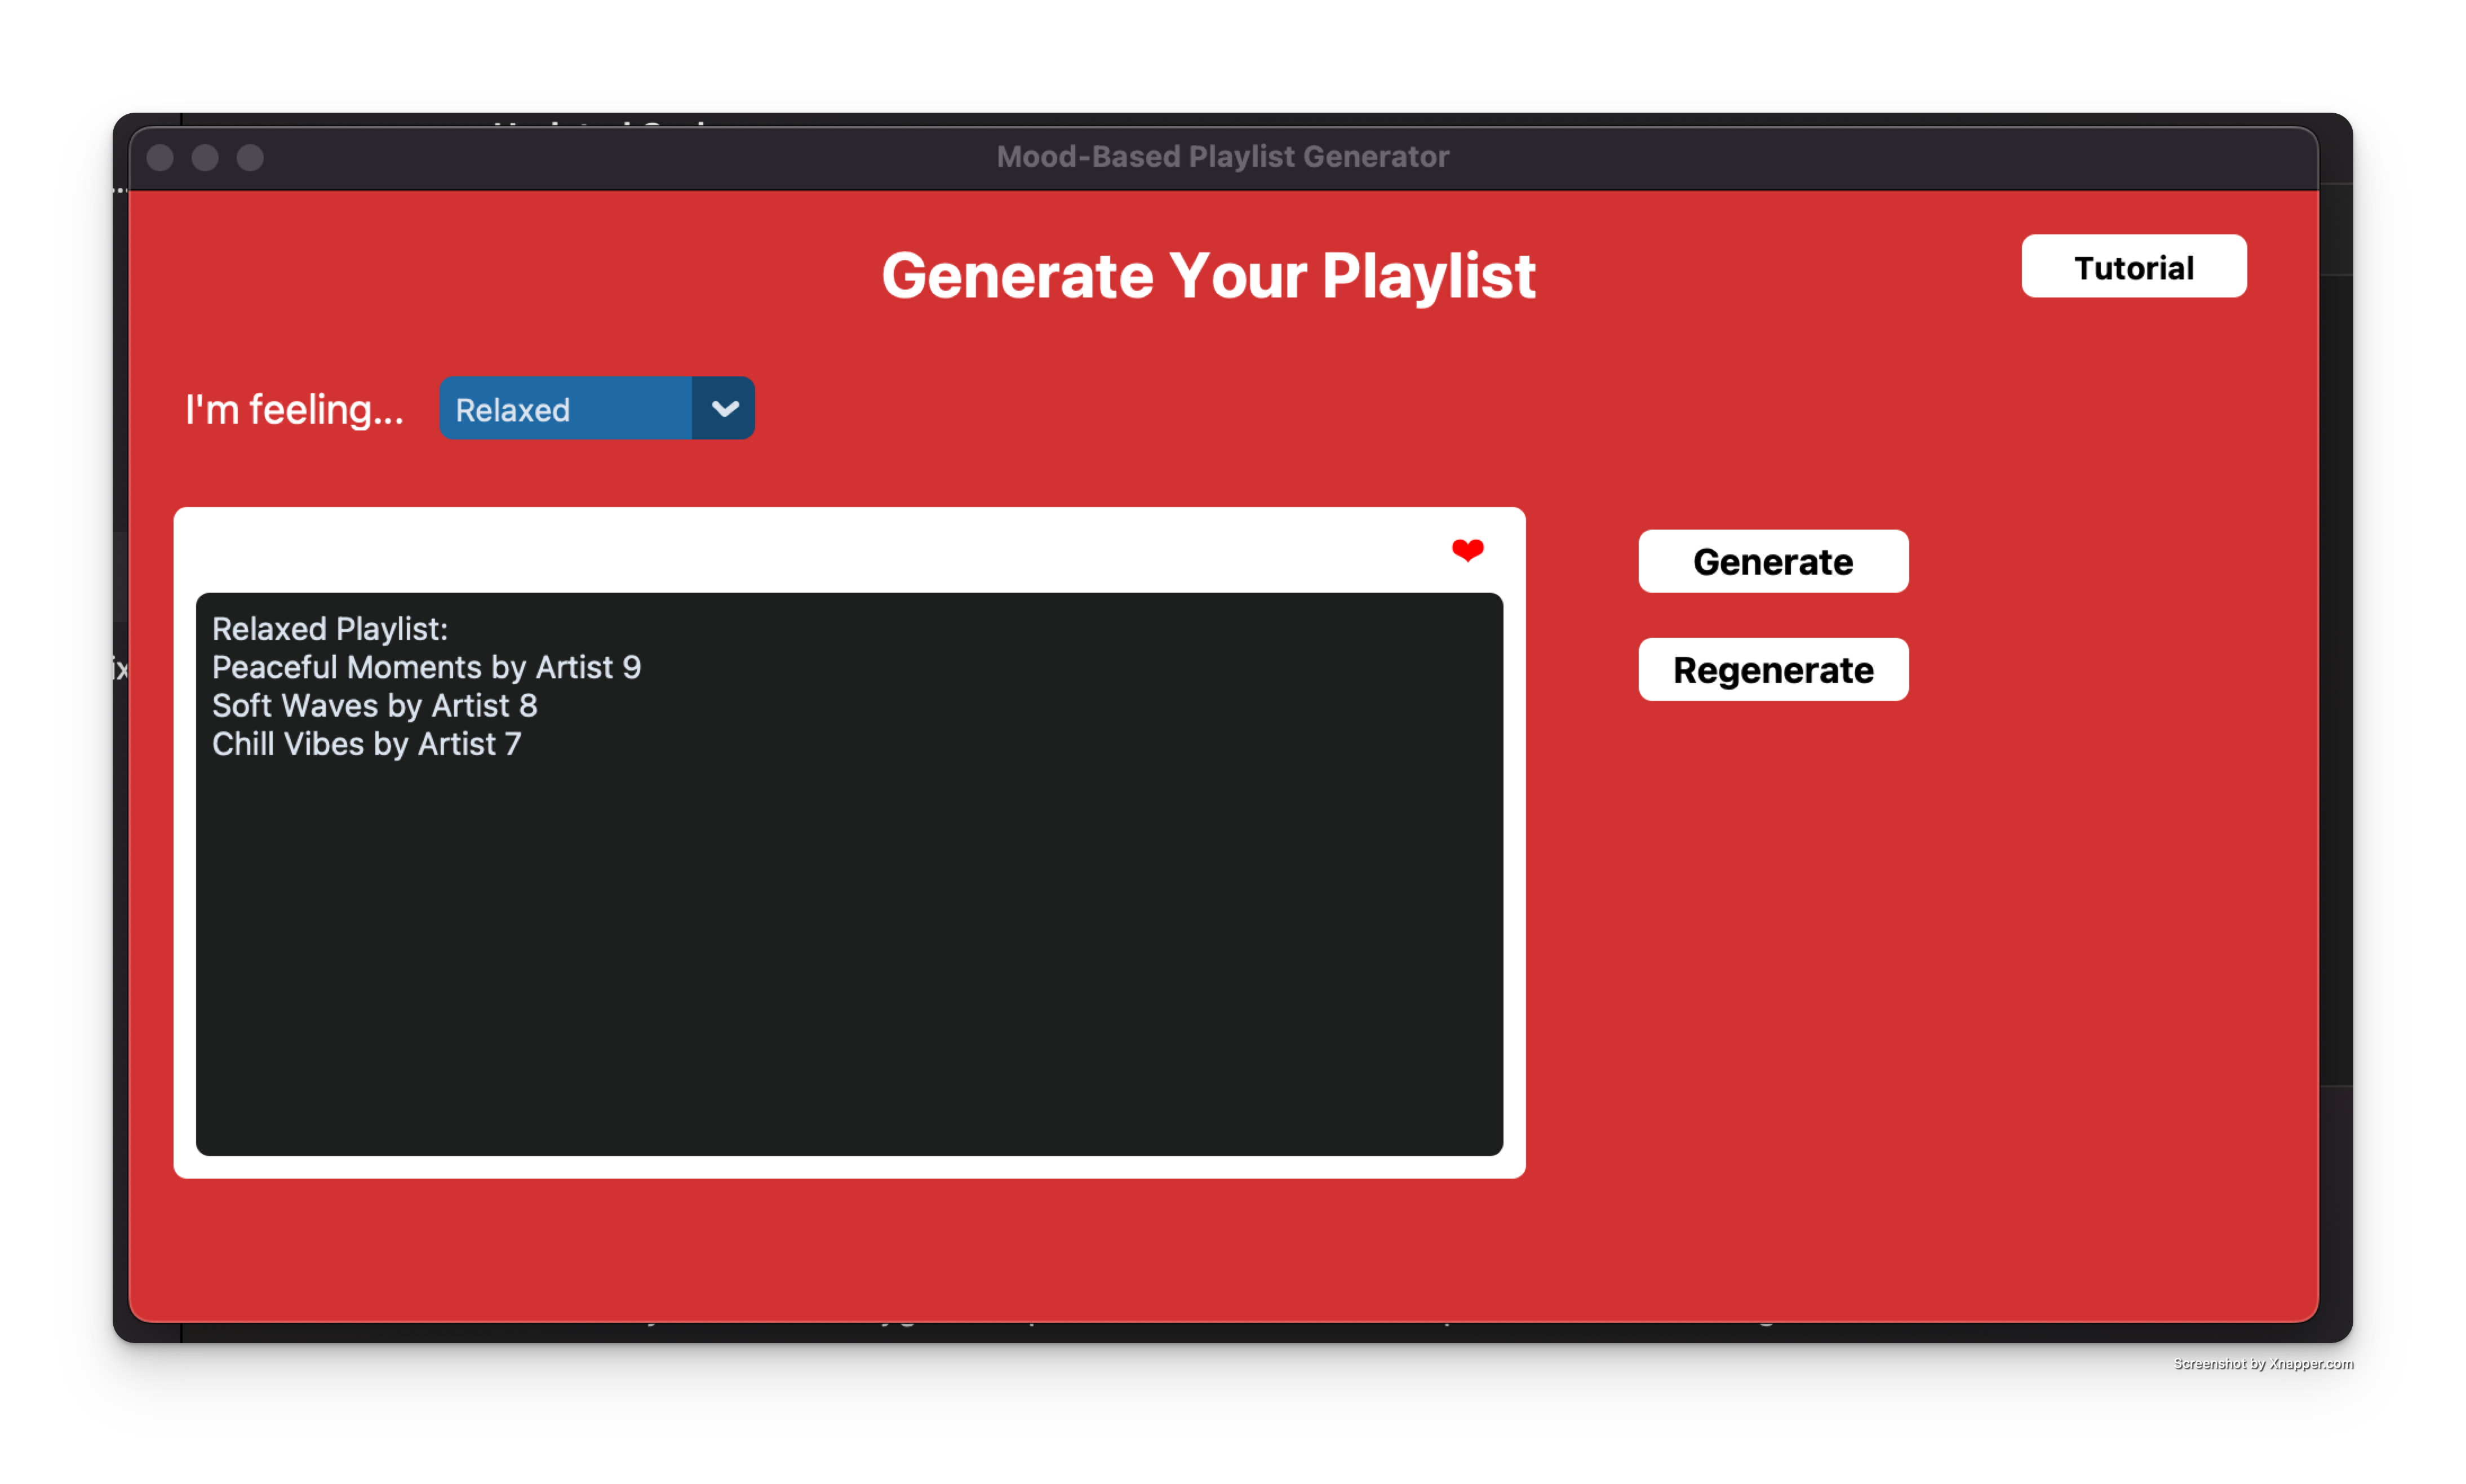 Mood-Based Playlist Generator
Generate Your Playlist
Tutorial
I'm feeling...
Relaxed
Generate
Regenerate
Relaxed Playlist:
Peaceful Moments by Artist 9
Soft Waves by Artist 8
Chill Vibes by Artist 7
Screenshot by Xnapper.com